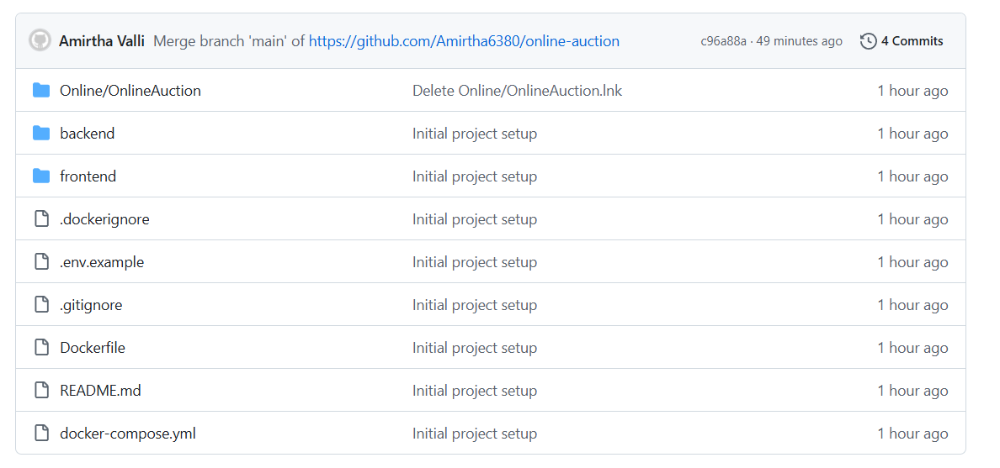 Amirtha Valli Merge branch 'main' of https://github.com/Amirtha6380/online-auction c96a88a · 49 minutes ago 4 Commits
Online/OnlineAuction Delete Online/OnlineAuction.lnk 1 hour ago
backend Initial project setup 1 hour ago
frontend Initial project setup 1 hour ago
.dockerignore Initial project setup 1 hour ago
.env.example Initial project setup 1 hour ago
.gitignore Initial project setup 1 hour ago
Dockerfile Initial project setup 1 hour ago
README.md Initial project setup 1 hour ago
docker-compose.yml Initial project setup 1 hour ago